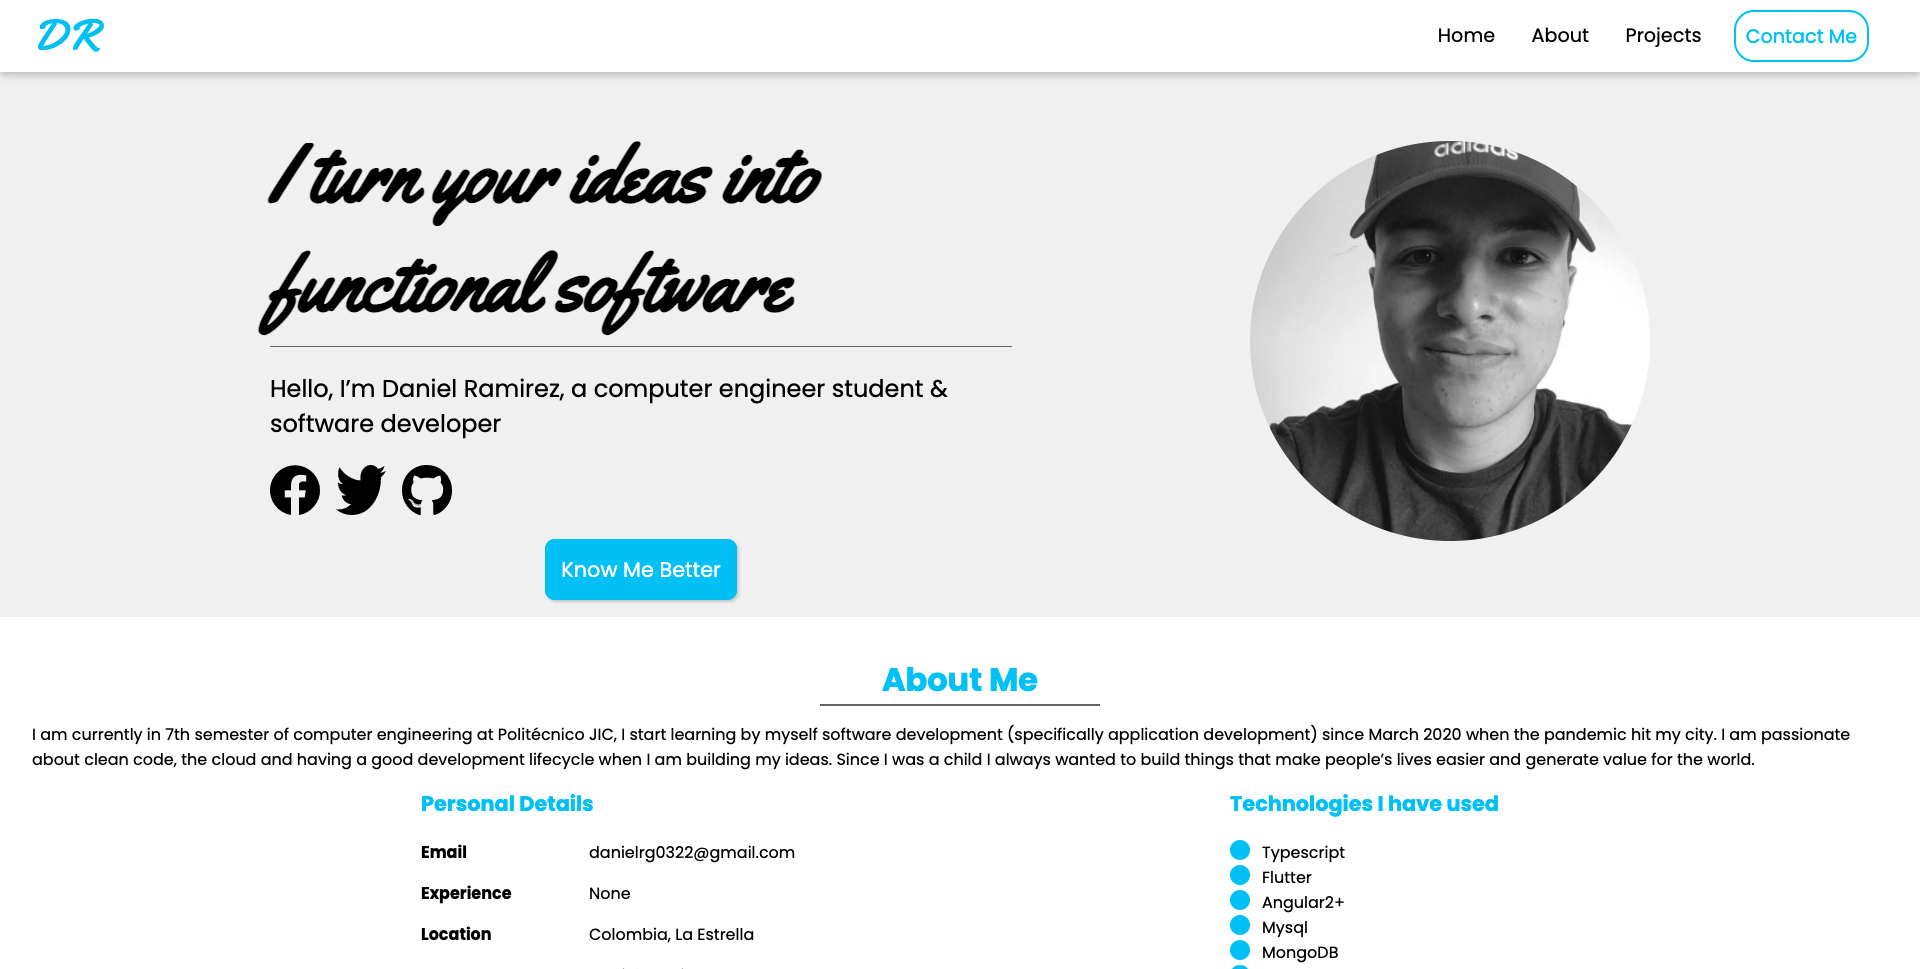 DR
Home About Projects Contact Me
I turn your ideas into
functional software
adidas
Hello, I’m Daniel Ramirez, a computer engineer student &
software developer
Know Me Better
About Me
I am currently in 7th semester of computer engineering at Politécnico JIC, I start learning by myself software development (specifically application development) since March 2020 when the pandemic hit my city. I am passionate
about clean code, the cloud and having a good development lifecycle when I am building my ideas. Since I was a child I always wanted to build things that make people’s lives easier and generate value for the world.
Personal Details
Email danielrg0322@gmail.com
Experience None
Location Colombia, La Estrella
Technologies I have used
Typescript
Flutter
Angular2+
Mysql
MongoDB